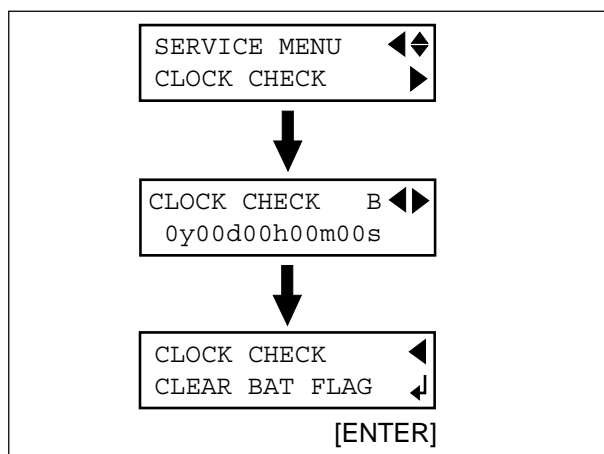 SERVICE MENU
CLOCK CHECK
CLOCK CHECK B
0y00d00h00m00s
CLOCK CHECK
CLEAR BAT FLAG
[ENTER]